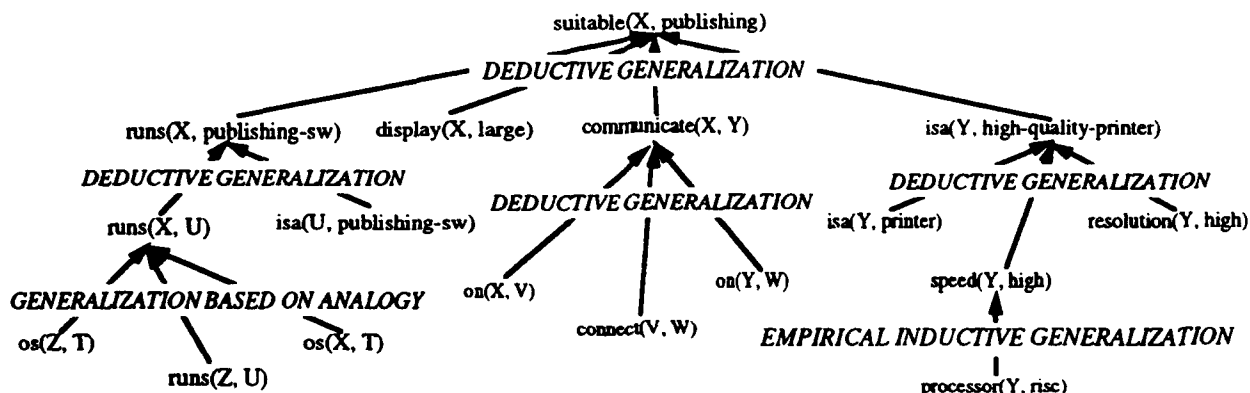 suitable(X, publishing)
DEDUCTIVE GENERALIZATION
runs(X, publishing-sw) display(X, large) communicate(X, Y) isa(Y, high-quality-printer)
DEDUCTIVE GENERALIZATION DEDUCTIVE GENERALIZATION DEDUCTIVE GENERALIZATION
runs(X, U) isa(U, publishing-sw) isa(Y, printer) resolution(Y, high)
on(X, V) on(Y, W) speed(Y, high)
GENERALIZATION BASED ON ANALOGY
os(Z, T) os(X, T) connect(V, W) EMPIRICAL INDUCTIVE GENERALIZATION
runs(Z, U) processor(Y, risc)